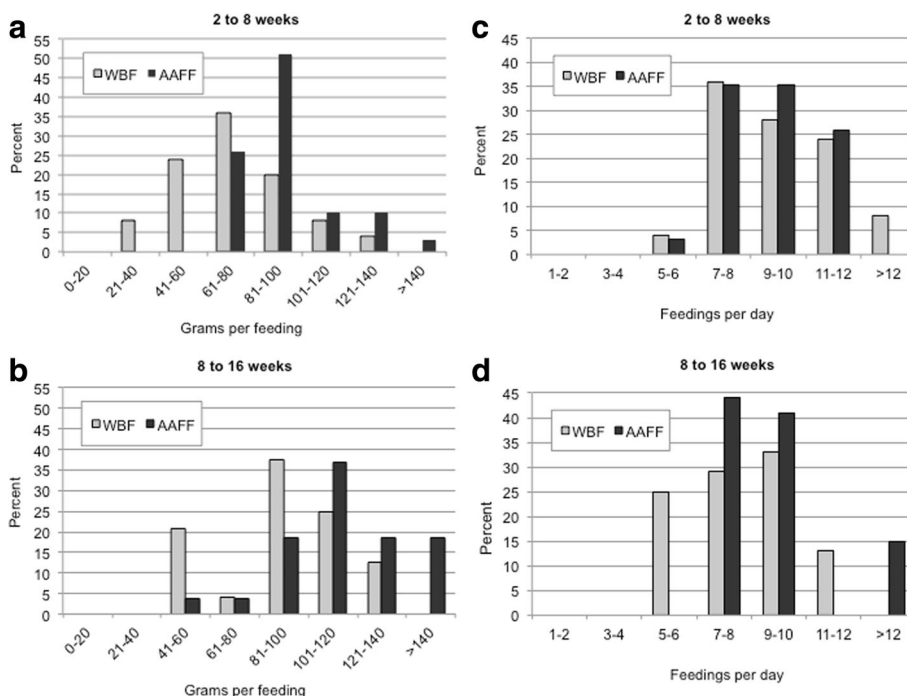 a
2 to 8 weeks
55
50
45
40
35
30
25
20
15
10
5
0
Percent
WBF AAFF
0-20 21-40 41-60 61-80 81-100 101-120 121-140 >140
Grams per feeding
c
2 to 8 weeks
45
40
35
30
25
20
15
10
5
0
Percent
WBF AAFF
1-2 3-4 5-6 7-8 9-10 11-12 >12
Feedings per day
b
8 to 16 weeks
55
50
45
40
35
30
25
20
15
10
5
0
Percent
WBF AAFF
0-20 21-40 41-60 61-80 81-100 101-120 121-140 >140
Grams per feeding
d
8 to 16 weeks
45
40
35
30
25
20
15
10
5
0
Percent
WBF AAFF
1-2 3-4 5-6 7-8 9-10 11-12 >12
Feedings per day